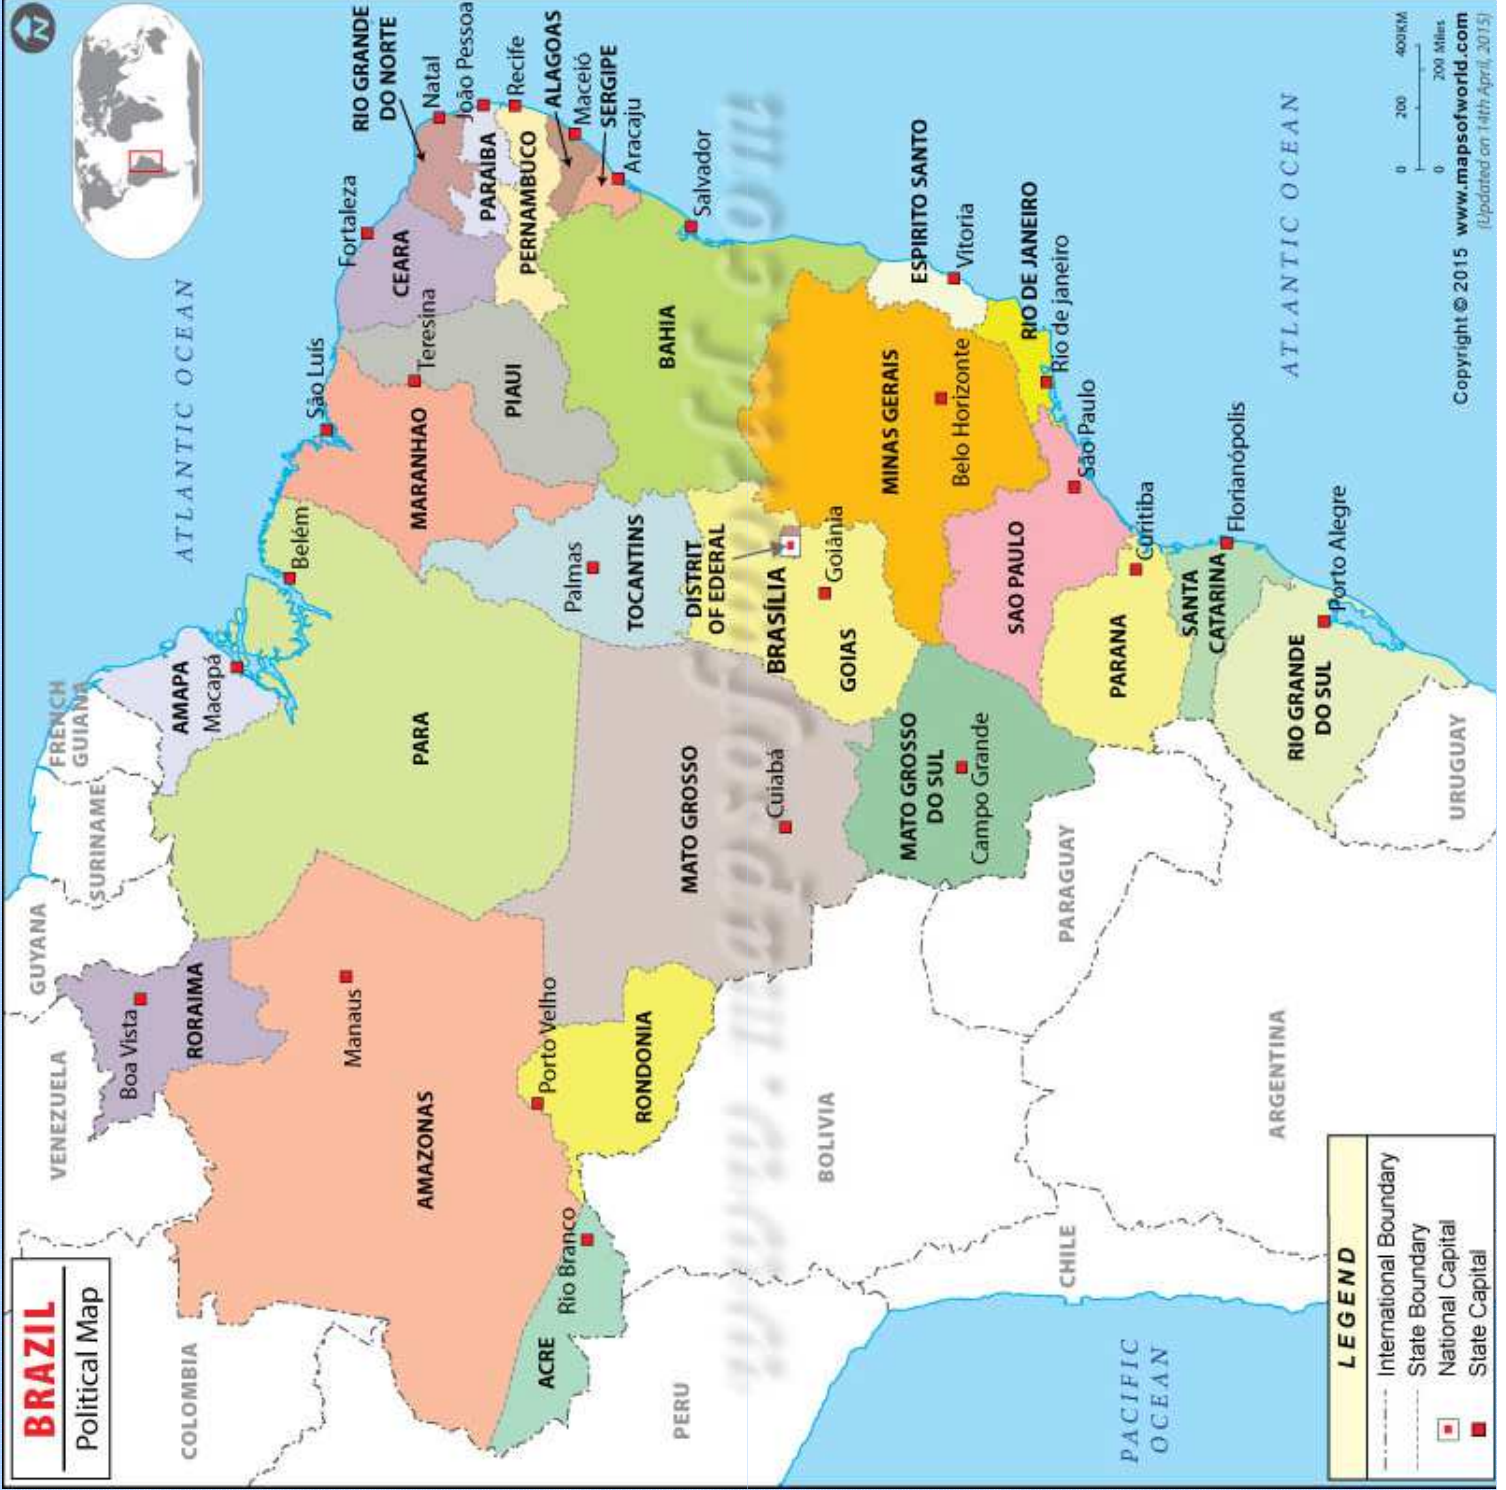 BRAZIL
Political Map
VENEZUELA
GUYANA
SURINAME
FRENCH
GUIANA
COLOMBIA
PERU
BOLIVIA
CHILE
ARGENTINA
PARAGUAY
URUGUAY
ATLANTIC OCEAN
ATLANTIC OCEAN
PACIFIC
OCEAN
Boa Vista
RORAIMA
AMAPA
Macapá
Belém
São Luís
Fortaleza
RIO GRANDE
DO NORTE
Natal
João Pessoa
Recife
ALAGOAS
Maceió
SERGIPE
Aracaju
Salvador
Manaus
AMAZONAS
PARA
MARANHAO
Teresina
CEARA
PIAUI
PARAIBA
PERNAMBUCO
ACRE
Rio Branco
Porto Velho
RONDONIA
MATO GROSSO
Cuiabá
Palmas
TOCANTINS
BAHIA
DISTRIT
OF EDERAL
BRASÍLIA
Goiânia
GOIAS
MINAS GERAIS
Belo Horizonte
ESPIRITO SANTO
Vitoria
RIO DE JANEIRO
Rio de janeiro
MATO GROSSO
DO SUL
Campo Grande
SAO PAULO
São Paulo
PARANA
Curitiba
SANTA
CATARINA
Florianópolis
RIO GRANDE
DO SUL
Porto Alegre
www.mapsofworld.com
LEGEND
International Boundary
State Boundary
National Capital
State Capital
0 200 400KM
0 200 Miles
Copyright © 2015 www.mapsofworld.com
(Updated on 14th April, 2015)
N